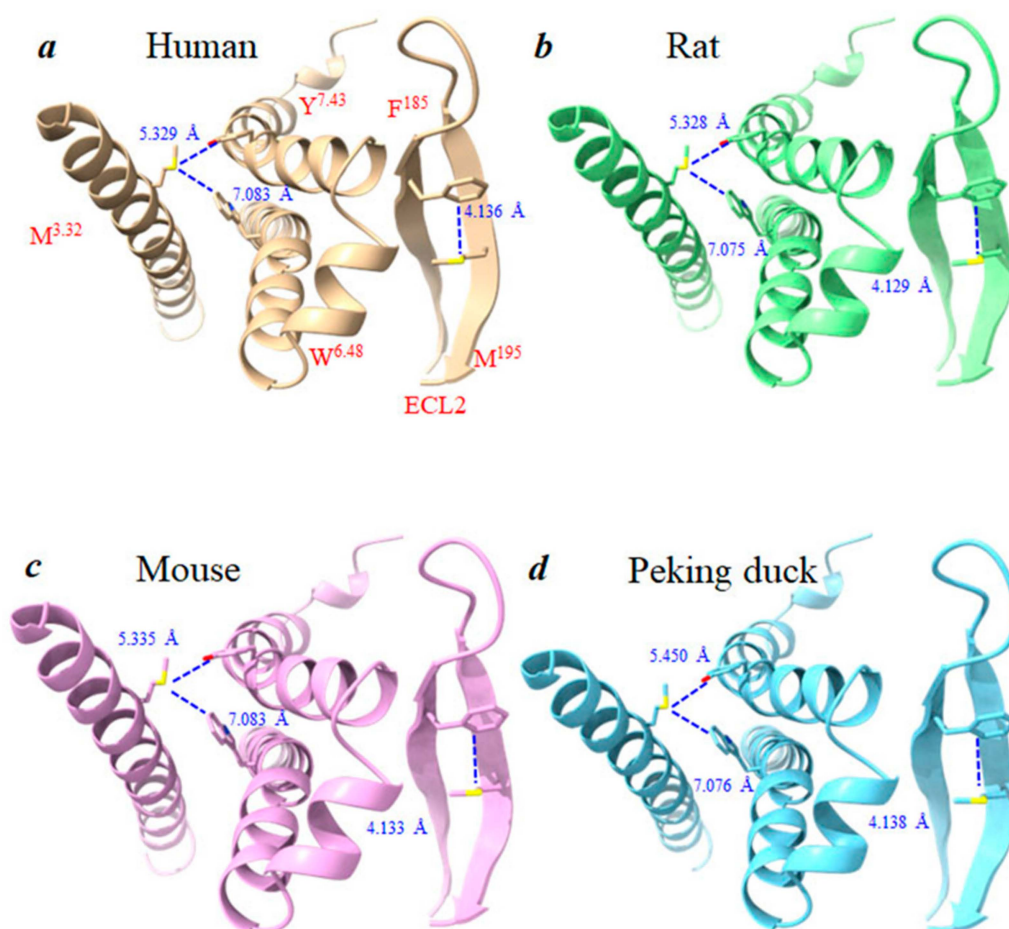 a Human
Y7.43
F185
5.329 Å
7.083 Å
4.136 Å
M3.32
W6.48
M195
ECL2
b Rat
5.328 Å
7.075 Å
4.129 Å
c Mouse
5.335 Å
7.083 Å
4.133 Å
d Peking duck
5.450 Å
7.076 Å
4.138 Å